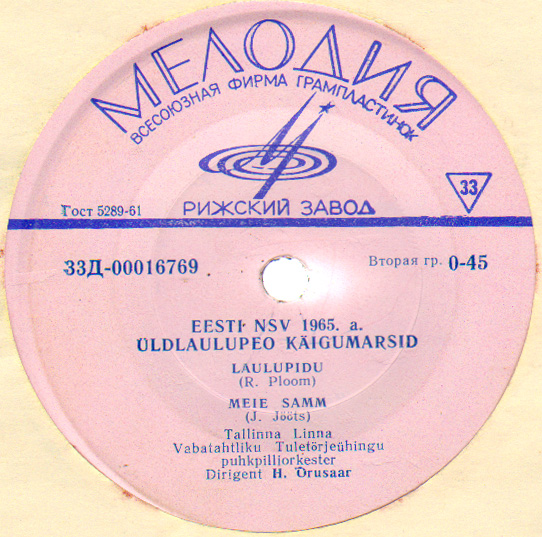 МЕЛОДИЯ
ВСЕСОЮЗНАЯ ФИРМА ГРАМПЛАСТИНОК
33
Гост 5289-61
РИЖСКИЙ ЗАВОД
33Д-00016769
Вторая гр. 0-45
EESTI NSV 1965. a.
ÜLDLAULUPEO KÄIGUMARSID
LAULUPIDU
(R. Ploom)
MEIE SAMM
(J. Jööts)
Tallinna Linna
Vabatahtliku Tuletõrjeühingu
puhkpilliorkester
Dirigent H. Orusaar